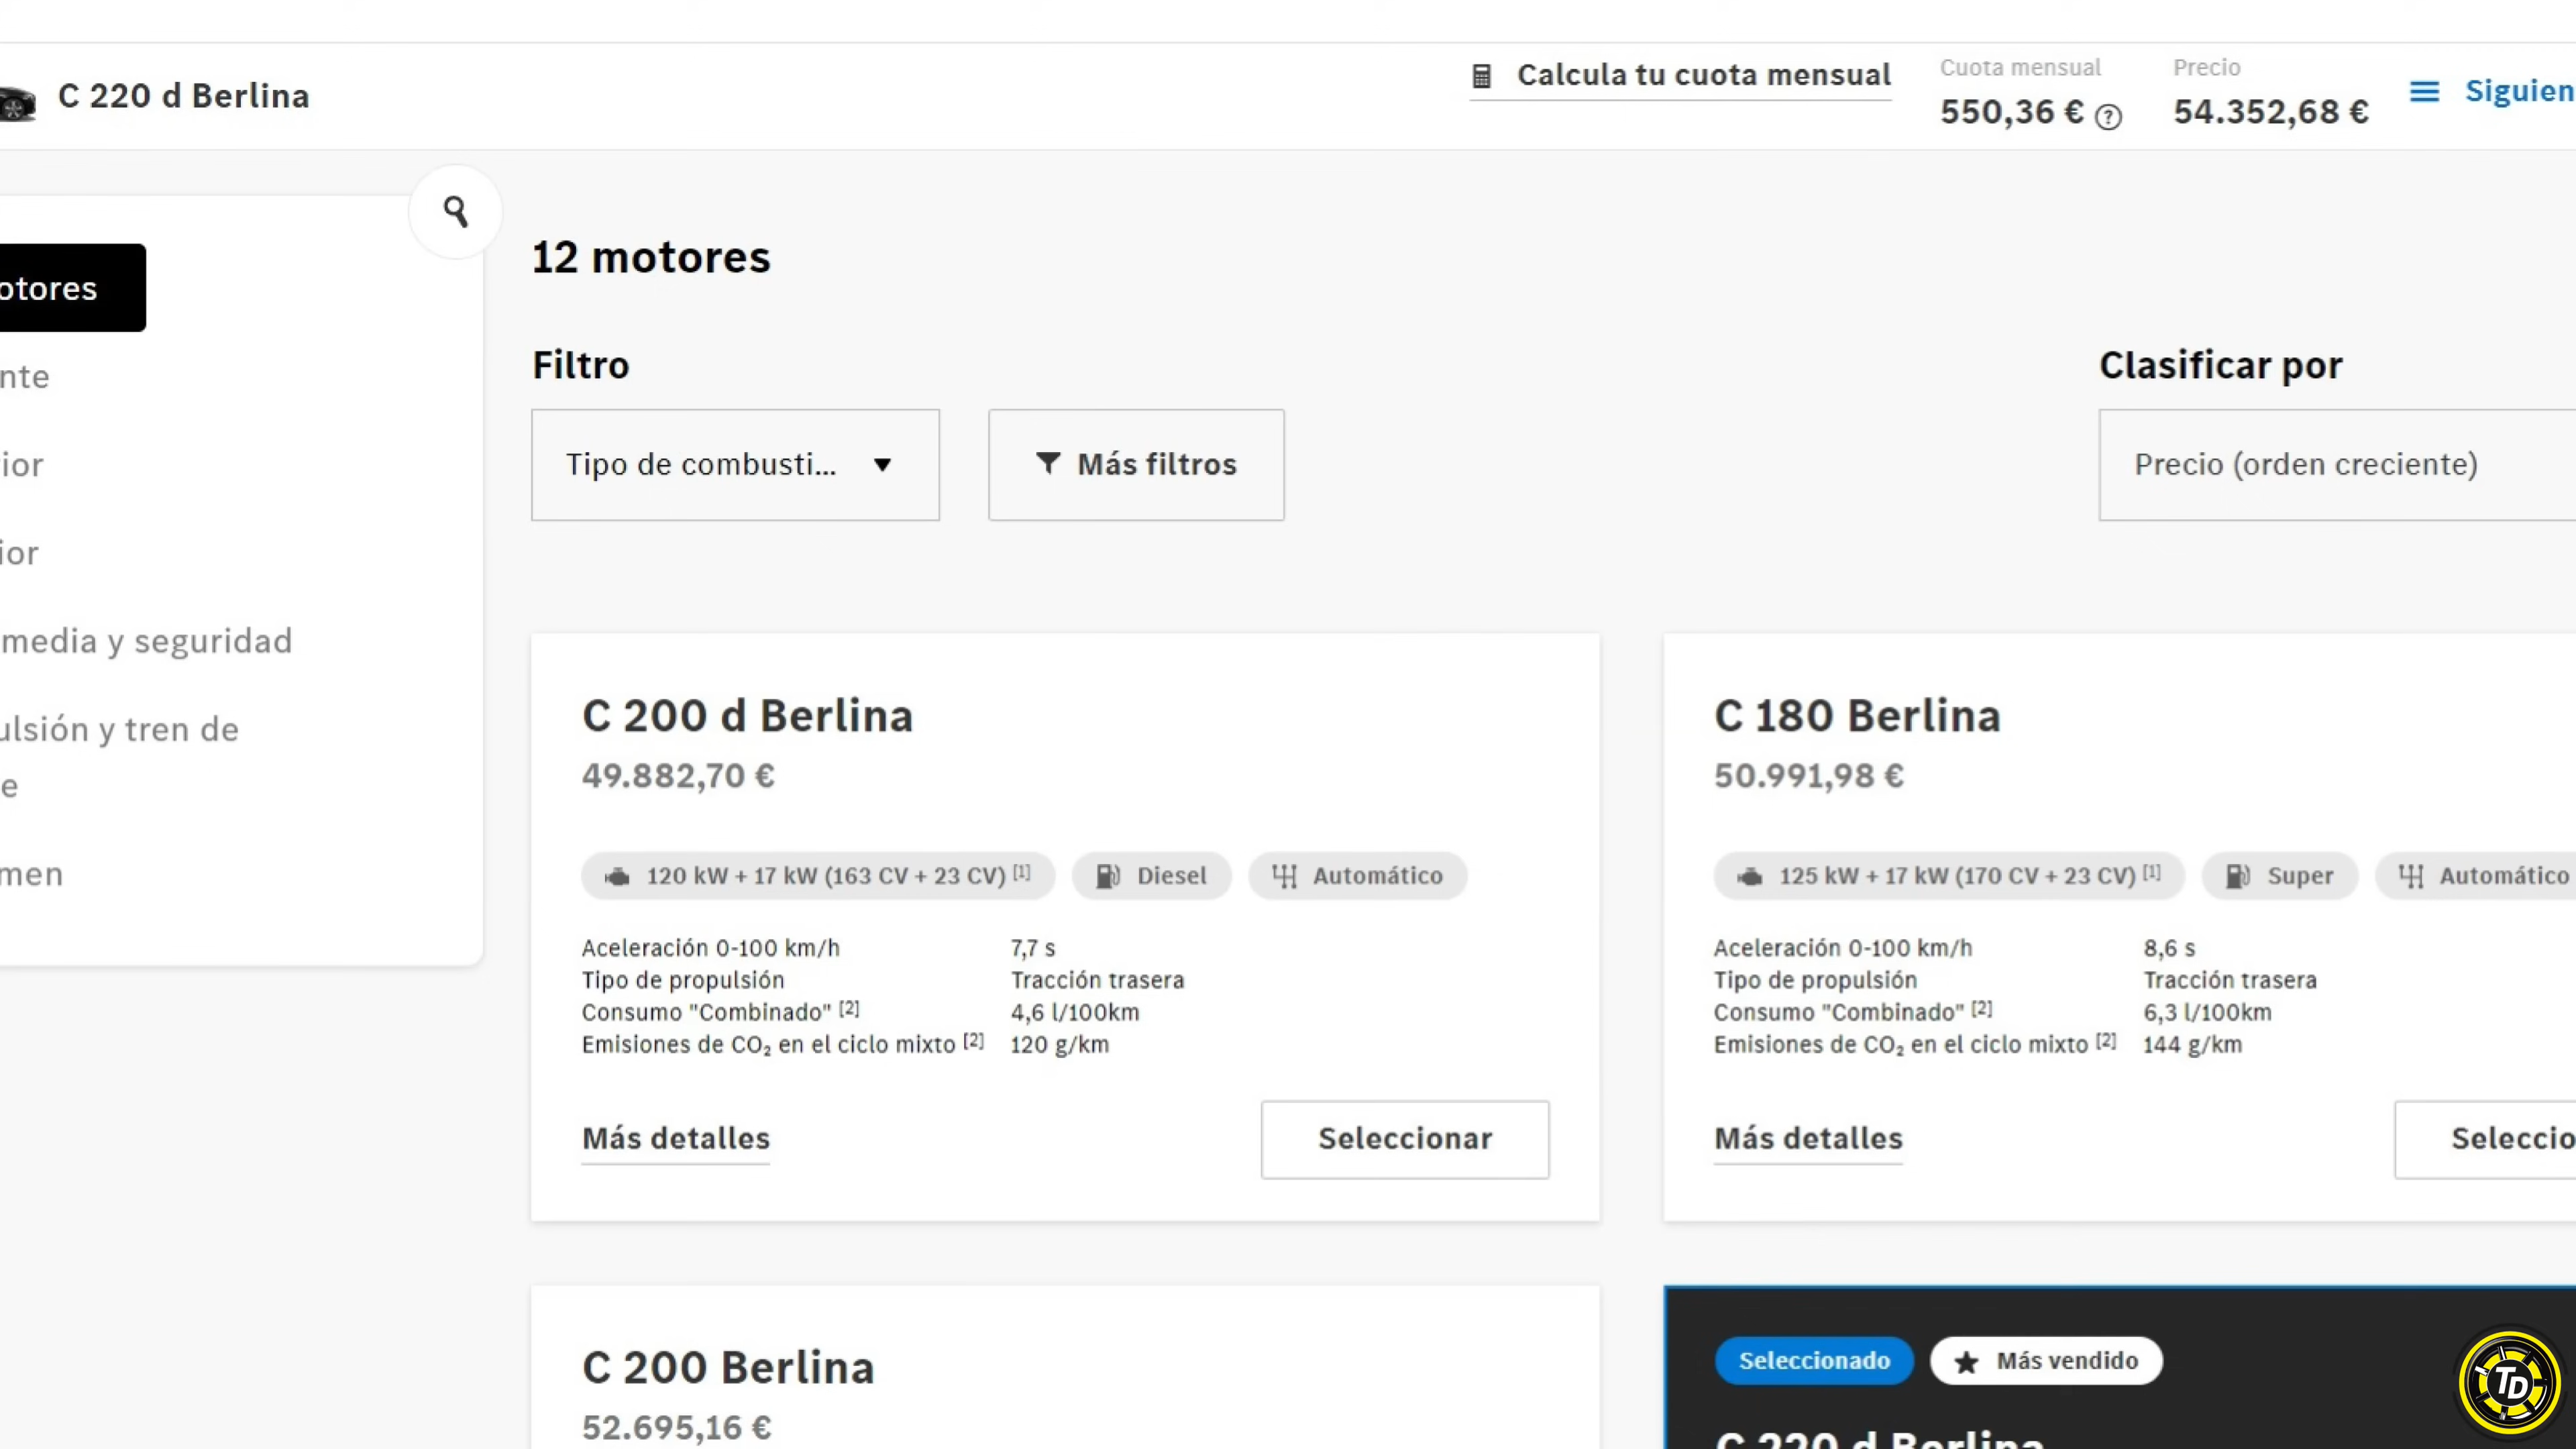 C 220 d Berlina
Calcula tu cuota mensual
Cuota mensual
550,36 €
Precio
54.352,68 €
Siguien
otores
nte
ior
ior
media y seguridad
ulsión y tren de
e
men
12 motores
Filtro
Tipo de combusti...
Más filtros
Clasificar por
Precio (orden creciente)
C 200 d Berlina
49.882,70 €
120 kW + 17 kW (163 CV + 23 CV) [1]
Diesel
Automático
Aceleración 0-100 km/h 7,7 s
Tipo de propulsión Tracción trasera
Consumo "Combinado" [2] 4,6 l/100km
Emisiones de CO₂ en el ciclo mixto [2] 120 g/km
Más detalles
Seleccionar
C 180 Berlina
50.991,98 €
125 kW + 17 kW (170 CV + 23 CV) [1]
Super
Automático
Aceleración 0-100 km/h 8,6 s
Tipo de propulsión Tracción trasera
Consumo "Combinado" [2] 6,3 l/100km
Emisiones de CO₂ en el ciclo mixto [2] 144 g/km
Más detalles
Seleccio
C 200 Berlina
52.695,16 €
Seleccionado
Más vendido
C 220 d Berlina
TD